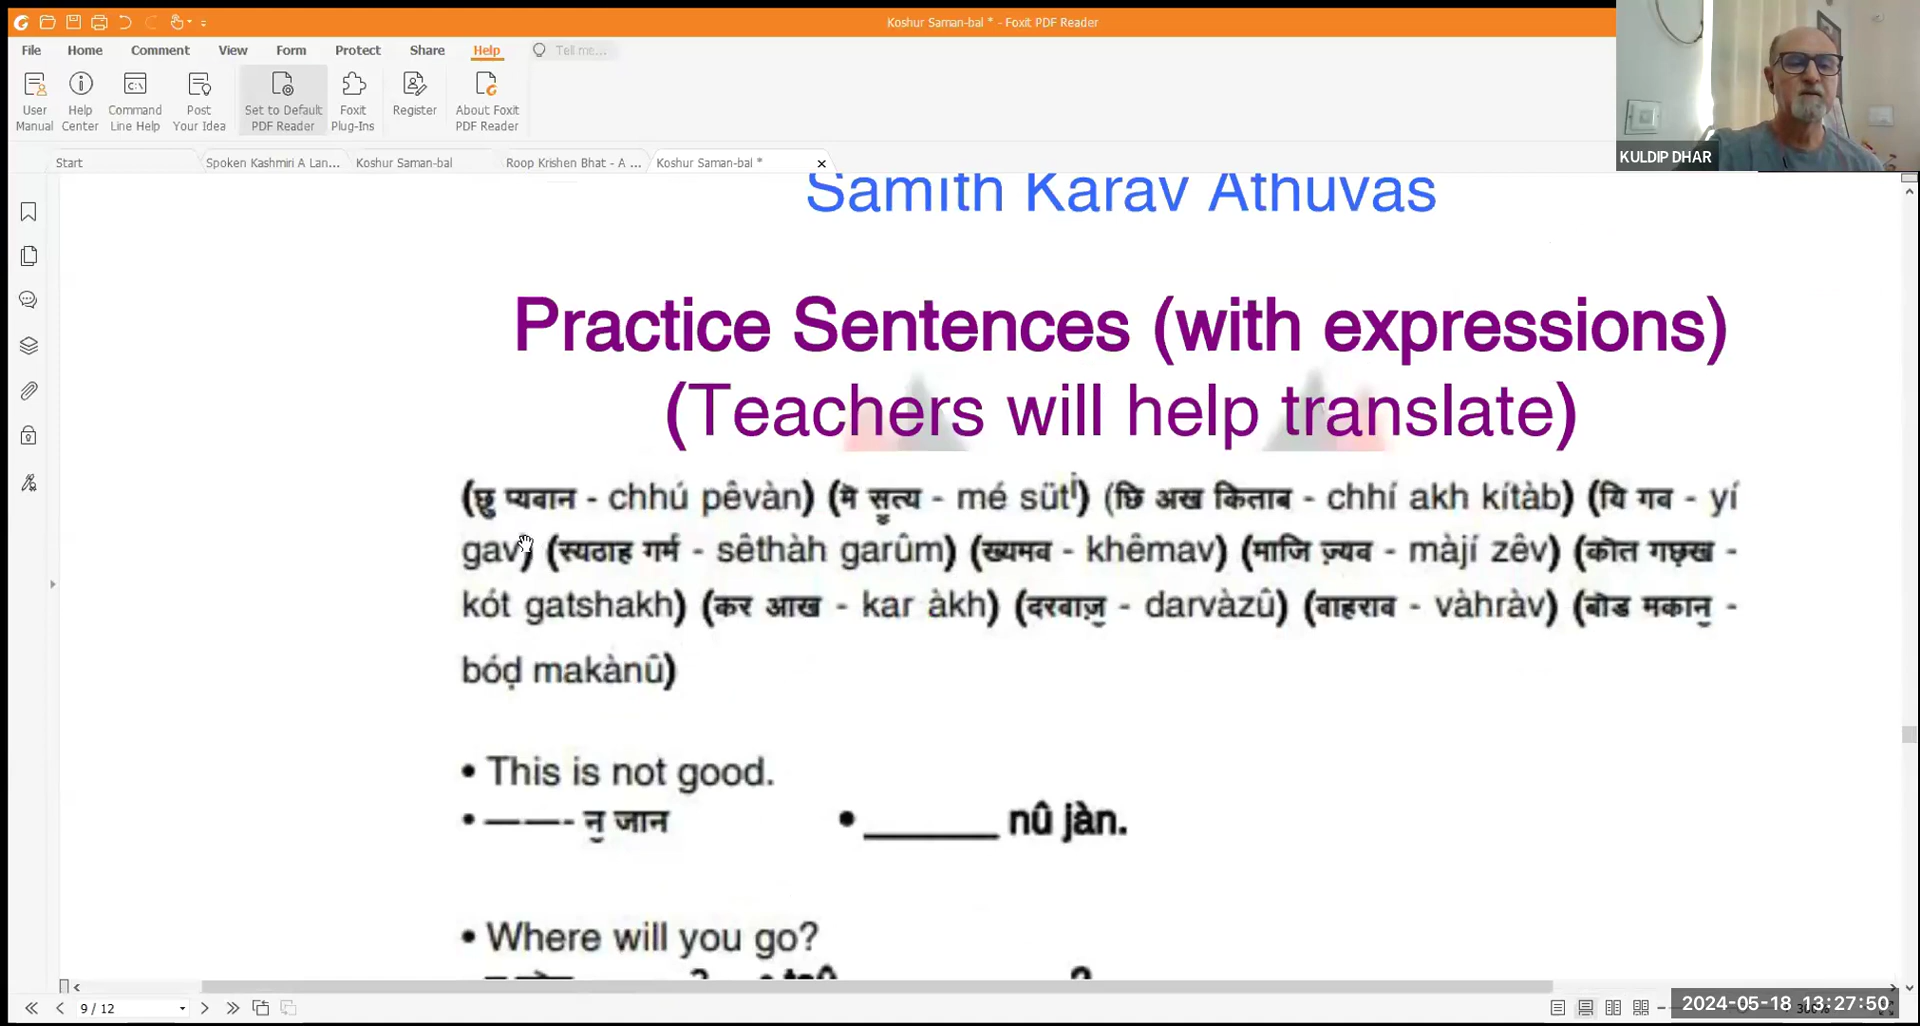 Koshur Saman-bal * - Foxit PDF Reader
File Home Comment View Form Protect Share Help Tell me...
User Manual
Help Center
Command Line Help
Post Your Idea
Set to Default PDF Reader
Foxit Plug-Ins
Register
About Foxit PDF Reader
KULDIP DHAR
Start Spoken Kashmiri A Lan... Koshur Saman-bal Roop Krishen Bhat - A ... Koshur Saman-bal *
Samith Karav Athuvas
Practice Sentences (with expressions)
(Teachers will help translate)
(छु प्यवान - chhú pêvàn) (मॆ सॗत्य - mé sütⁱ) (छि अख किताब - chhí akh kítàb) (यि गव - yí
gav) (स्यठाह गर्म - sêthàh garûm) (ख्यमव - khêmav) (माजि ज़्यव - màjí zêv) (कॊत गछ़ख -
kót gatshakh) (कर आख - kar àkh) (दरवाज़ॖ - darvàzû) (वाहराव - vàhràv) (बॊड मकानॖ -
bóḍ makànû)
• This is not good.
• ——- नॖ जान • _______ nû jàn.
• Where will you go?
9 / 12
2024-05-18 13:27:50